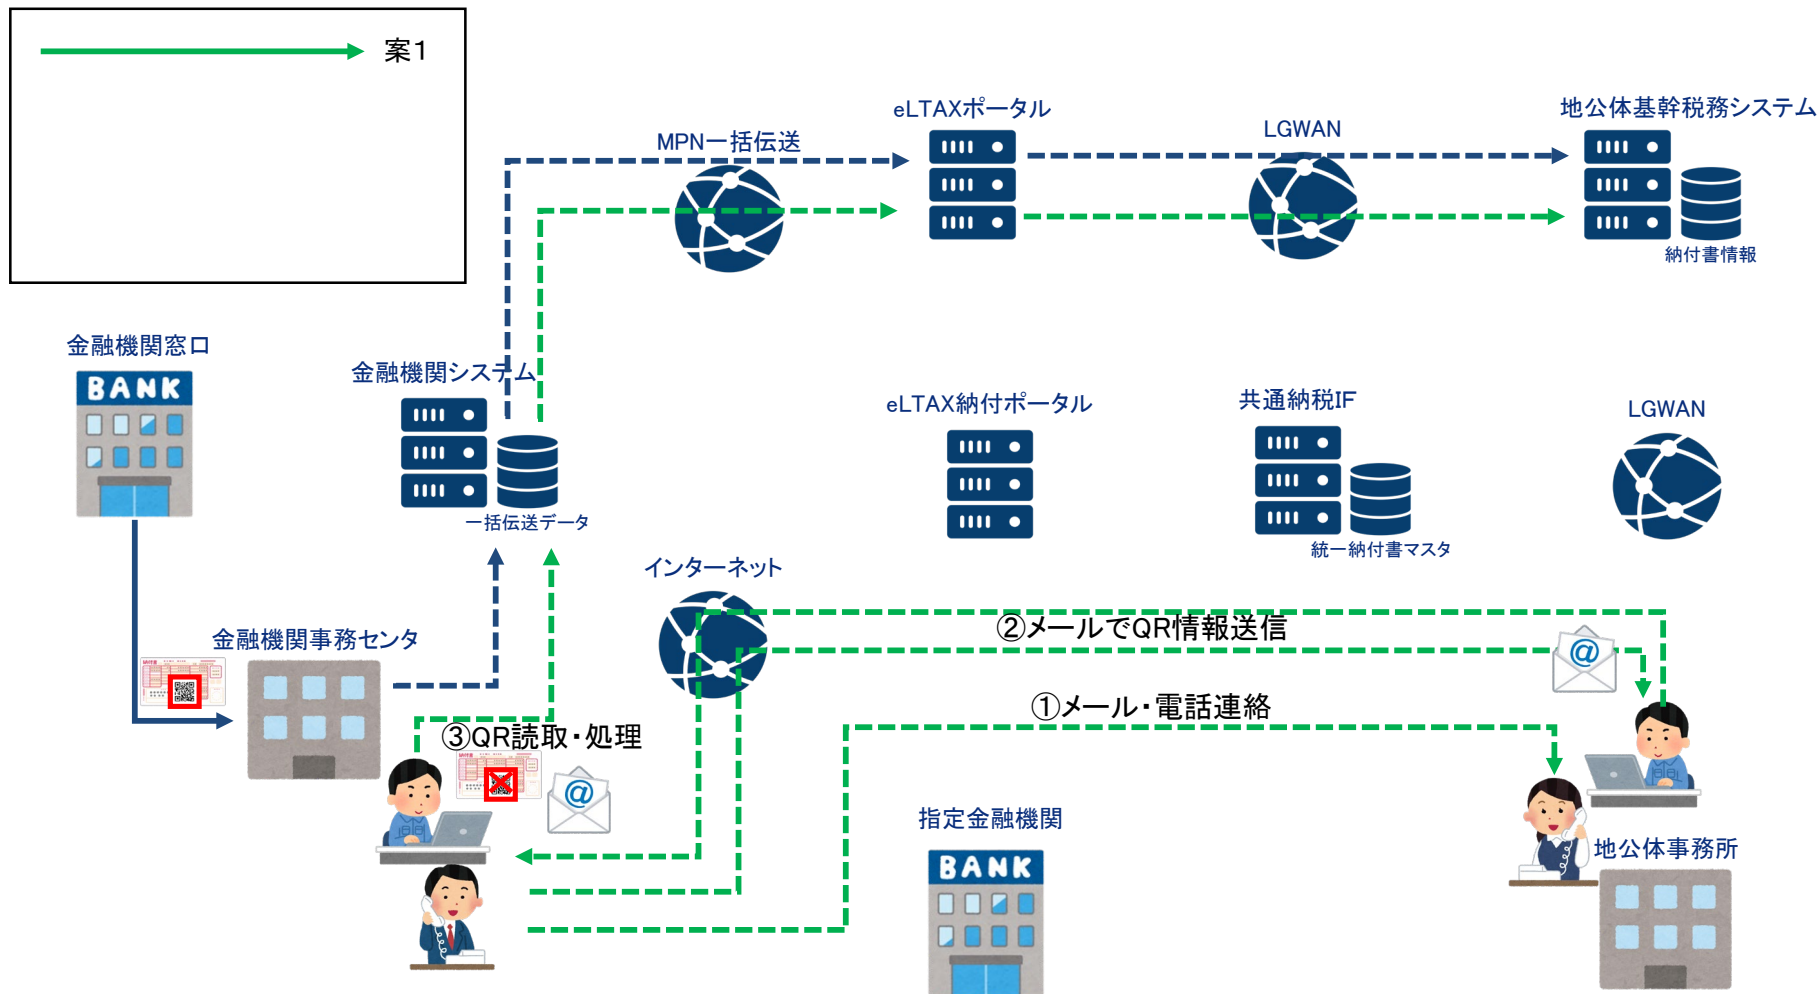 案1
eLTAXポータル
地公体基幹税務システム
MPN一括伝送
LGWAN
納付書情報
金融機関窓口
BANK
金融機関システム
一括伝送データ
eLTAX納付ポータル
共通納税IF
統一納付書マスタ
LGWAN
インターネット
②メールでQR情報送信
金融機関事務センタ
①メール・電話連絡
③QR読取・処理
指定金融機関
BANK
地公体事務所